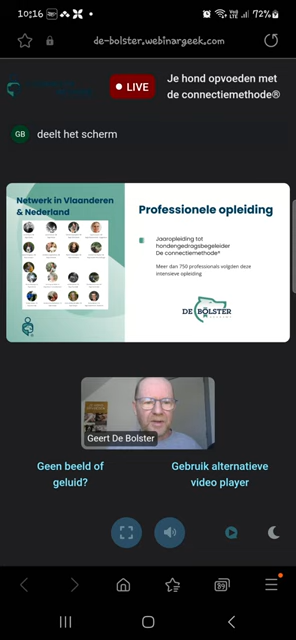 10:16
72%
de-bolster.webinargeek.com
LIVE
Je hond opvoeden met
de connectiemethode®
GB
deelt het scherm
Netwerk in Vlaanderen
& Nederland
Professionele opleiding
Jaaropleiding tot
hondengedragsbegeleider
De connectiemethode®
Meer dan 750 professionals volgden deze
intensieve opleiding
DE BOLSTER
Geert De Bolster
Geen beeld of
geluid?
Gebruik alternatieve
video player